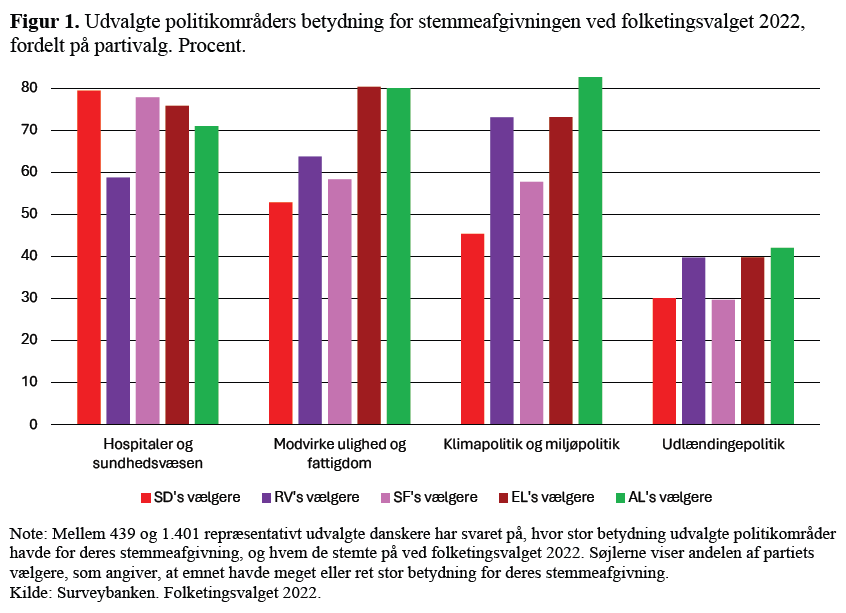 Figur 1. Udvalgte politikområders betydning for stemmeafgivningen ved folketingsvalget 2022,
fordelt på partivalg. Procent.
80
70
60
50
40
30
20
10
0
Hospitaler og
sundhedsvæsen
Modvirke ulighed og
fattigdom
Klimapolitik og miljøpolitik
Udlændingepolitik
SD's vælgere
RV's vælgere
SF's vælgere
EL's vælgere
AL's vælgere
Note: Mellem 439 og 1.401 repræsentativt udvalgte danskere har svaret på, hvor stor betydning udvalgte politikområder
havde for deres stemmeafgivning, og hvem de stemte på ved folketingsvalget 2022. Søjlerne viser andelen af partiets
vælgere, som angiver, at emnet havde meget eller ret stor betydning for deres stemmeafgivning.
Kilde: Surveybanken. Folketingsvalget 2022.